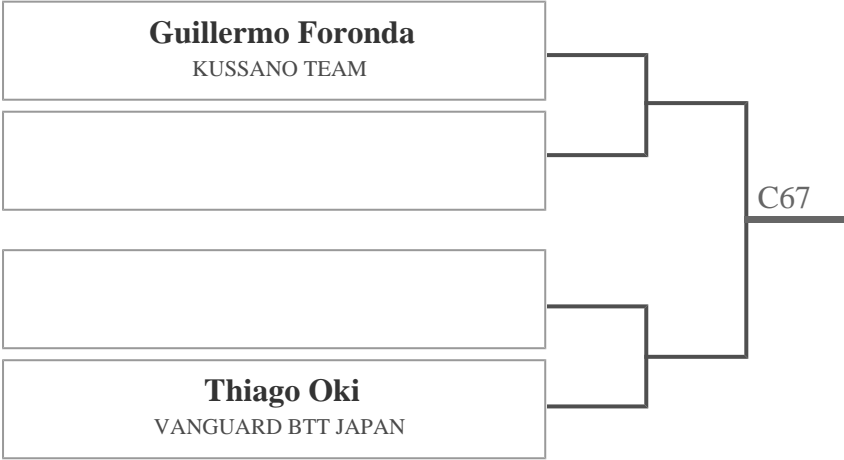 Guillermo Foronda
KUSSANO TEAM
C67
Thiago Oki
VANGUARD BTT JAPAN